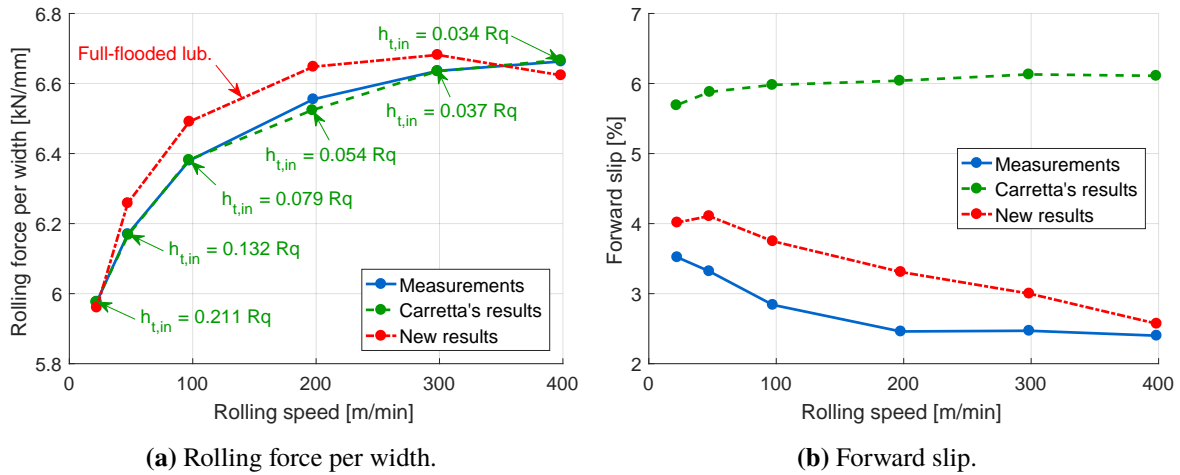 6.8
6.6
6.4
6.2
6
5.8
Rolling force per width [kN/mm]
0
100
200
300
400
Rolling speed [m/min]
Full-flooded lub.
h_t,in = 0.034 Rq
h_t,in = 0.037 Rq
h_t,in = 0.054 Rq
h_t,in = 0.079 Rq
h_t,in = 0.132 Rq
h_t,in = 0.211 Rq
Measurements
Carretta's results
New results
(a) Rolling force per width.
7
6
5
4
3
2
Forward slip [%]
0
100
200
300
400
Rolling speed [m/min]
Measurements
Carretta's results
New results
(b) Forward slip.